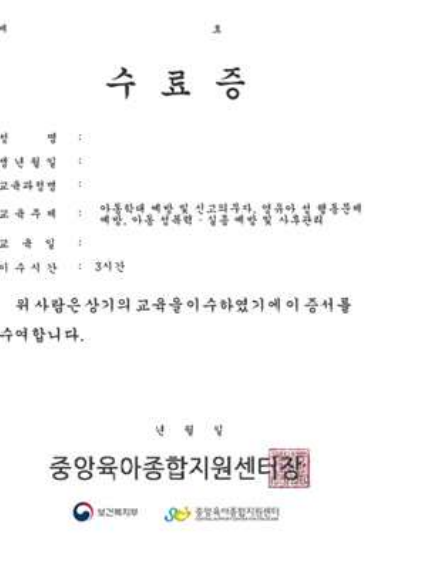 제 호
수 료 증
성 명 :
생 년 월 일 :
교육과정명 :
교 육 주 제 : 아동학대 예방 및 신고의무자, 영유아 성 행동문제
예방, 아동 성폭력·실종 예방 및 사후관리
교 육 일 :
이 수 시 간 : 3시간
위 사람은 상기의 교육을 이수하였기에 이 증서를
수여합니다.
년 월 일
중앙육아종합지원센터장
보건복지부 중앙육아종합지원센터